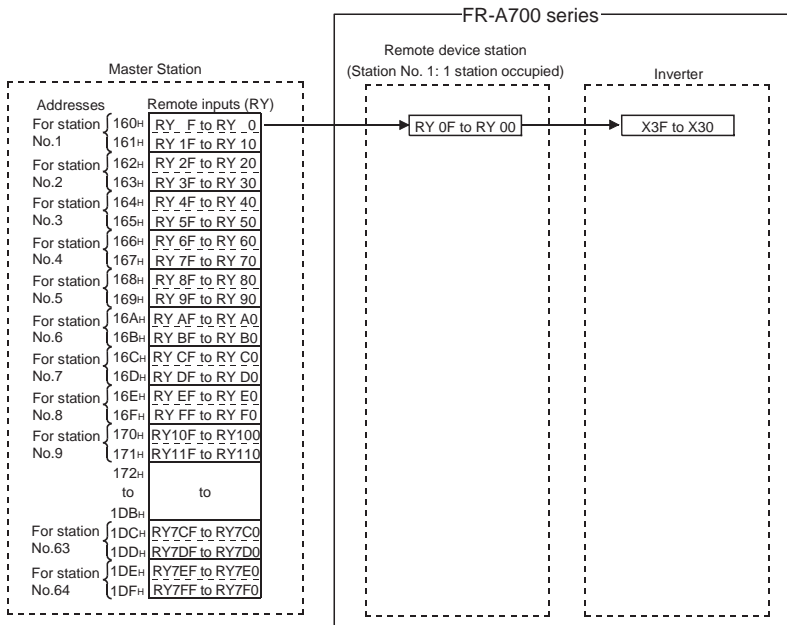 FR-A700 series
Master Station
Remote device station
(Station No. 1: 1 station occupied)
Inverter
Addresses
Remote inputs (RY)
For station No.1
160H RY F to RY 0
161H RY 1F to RY 10
RY 0F to RY 00
X3F to X30
For station No.2
162H RY 2F to RY 20
163H RY 3F to RY 30
For station No.3
164H RY 4F to RY 40
165H RY 5F to RY 50
For station No.4
166H RY 6F to RY 60
167H RY 7F to RY 70
For station No.5
168H RY 8F to RY 80
169H RY 9F to RY 90
For station No.6
16AH RY AF to RY A0
16BH RY BF to RY B0
For station No.7
16CH RY CF to RY C0
16DH RY DF to RY D0
For station No.8
16EH RY EF to RY E0
16FH RY FF to RY F0
For station No.9
170H RY10F to RY100
171H RY11F to RY110
172H
to to
1DBH
For station No.63
1DCH RY7CF to RY7C0
1DDH RY7DF to RY7D0
For station No.64
1DEH RY7EF to RY7E0
1DFH RY7FF to RY7F0